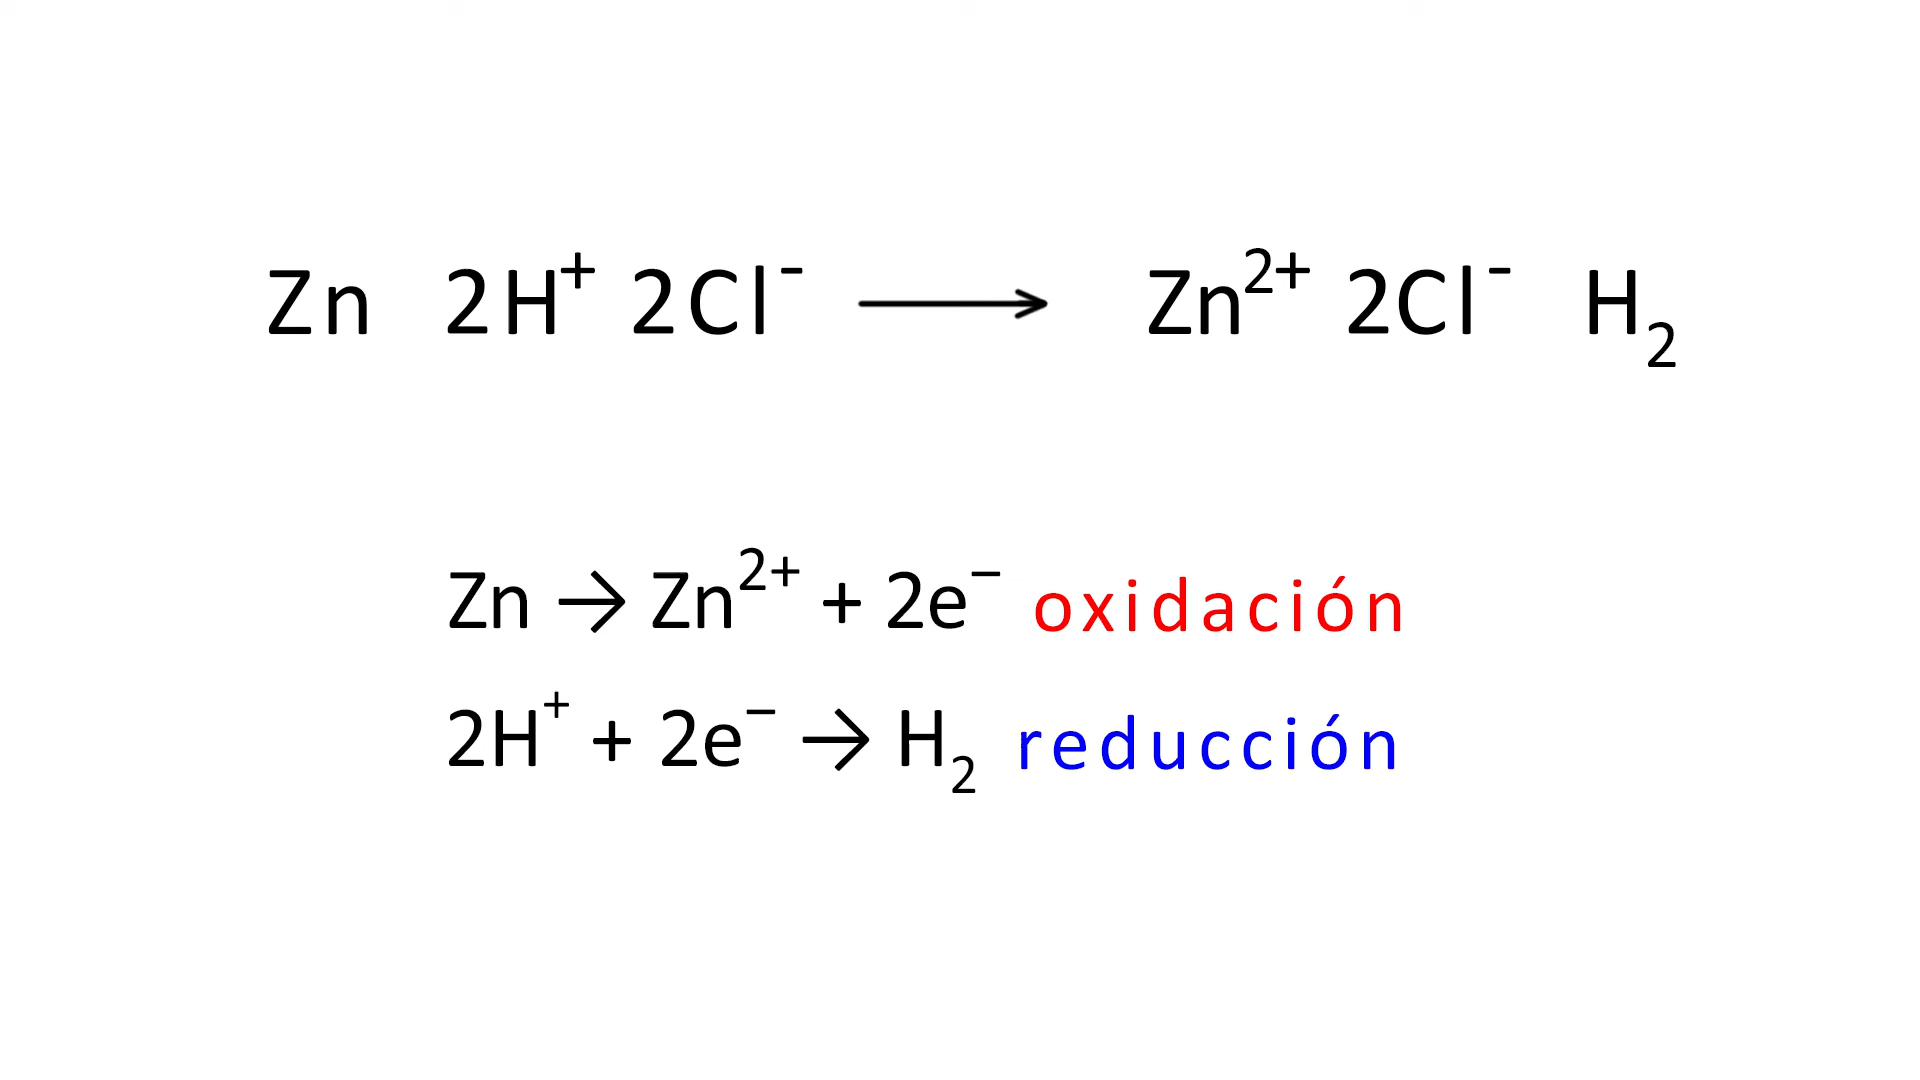 Zn 2H⁺ 2Cl⁻ ⟶ Zn²⁺ 2Cl⁻ H₂
Zn → Zn²⁺ + 2e⁻ oxidación
2H⁺ + 2e⁻ → H₂ reducción